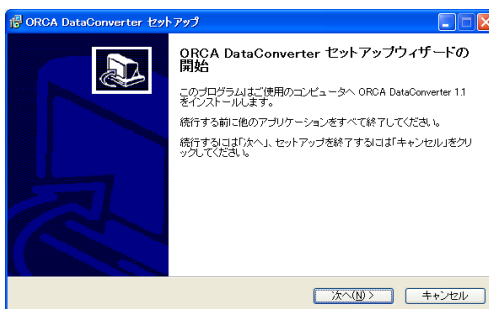 ORCA DataConverter セットアップ
ORCA DataConverter セットアップウィザードの
開始
このプログラムはご使用のコンピュータへ ORCA DataConverter 1.1
をインストールします。
続行する前に他のアプリケーションをすべて終了してください。
続行するには「次へ」、セットアップを終了するには「キャンセル」をクリ
ックしてください。
次へ(N) >
キャンセル